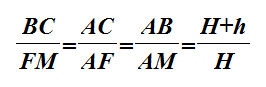 BC/FM = AC/AF = AB/AM = H+h/H